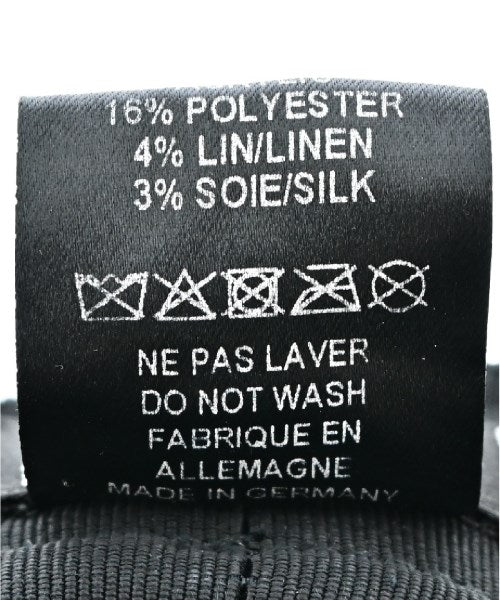 16% POLYESTER
4% LIN/LINEN
3% SOIE/SILK
NE PAS LAVER
DO NOT WASH
FABRIQUE EN
ALLEMAGNE
MADE IN GERMANY